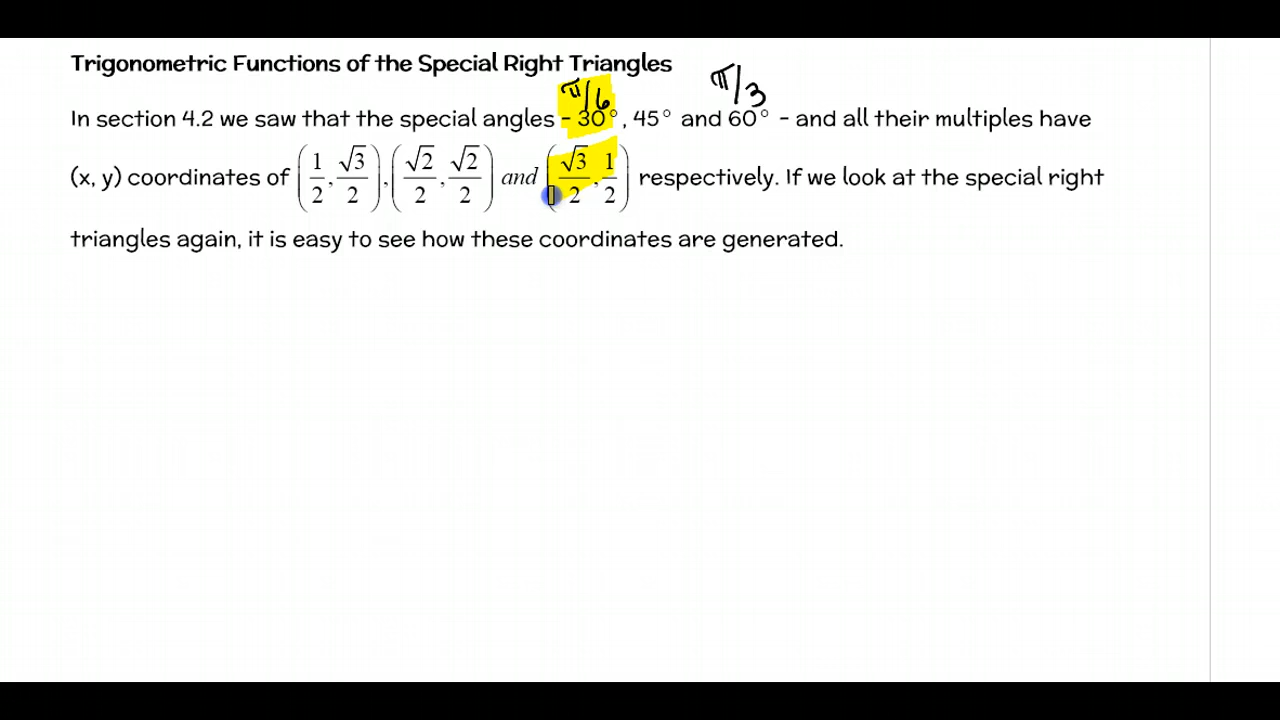 Trigonometric Functions of the Special Right Triangles
π/6 π/3
In section 4.2 we saw that the special angles – 30°, 45° and 60° – and all their multiples have
(x, y) coordinates of (1/2, √3/2), (√2/2, √2/2) and (√3/2, 1/2) respectively. If we look at the special right
triangles again, it is easy to see how these coordinates are generated.